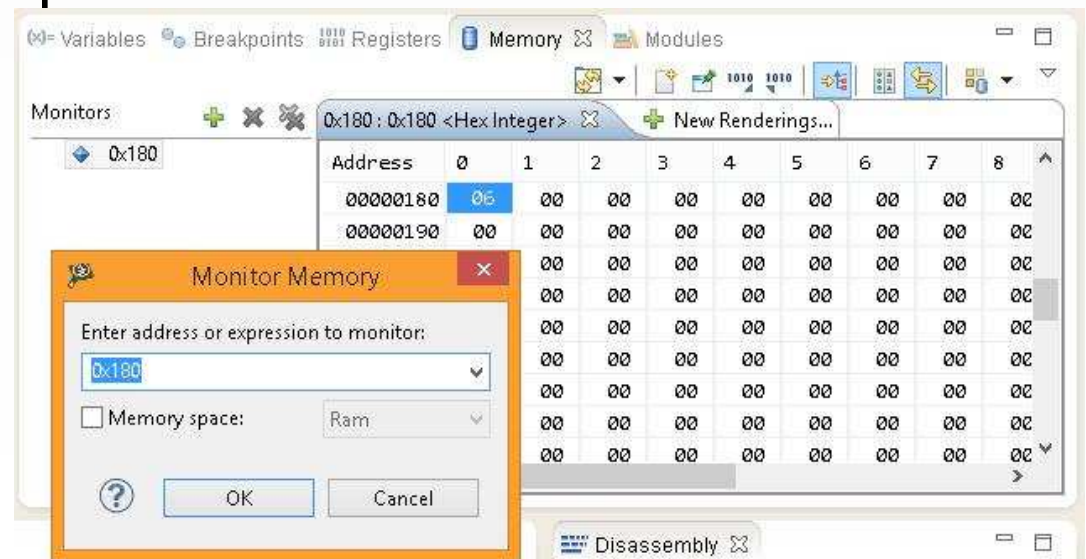 (x)= Variables Breakpoints 1010 0101 Registers Memory Modules
1010 1010
Monitors 0x180 : 0x180 <Hex Integer> New Renderings...
0x180
Address 0 1 2 3 4 5 6 7 8
00000180 06 00 00 00 00 00 00 00 00
00000190 00 00 00 00 00 00 00 00 00
00 00 00 00 00 00 00 00
00 00 00 00 00 00 00 00
00 00 00 00 00 00 00 00
00 00 00 00 00 00 00 00
00 00 00 00 00 00 00 00
00 00 00 00 00 00 00 00
00 00 00 00 00 00 00 00
Monitor Memory
Enter address or expression to monitor:
0x180
Memory space: Ram
? OK Cancel
Disassembly